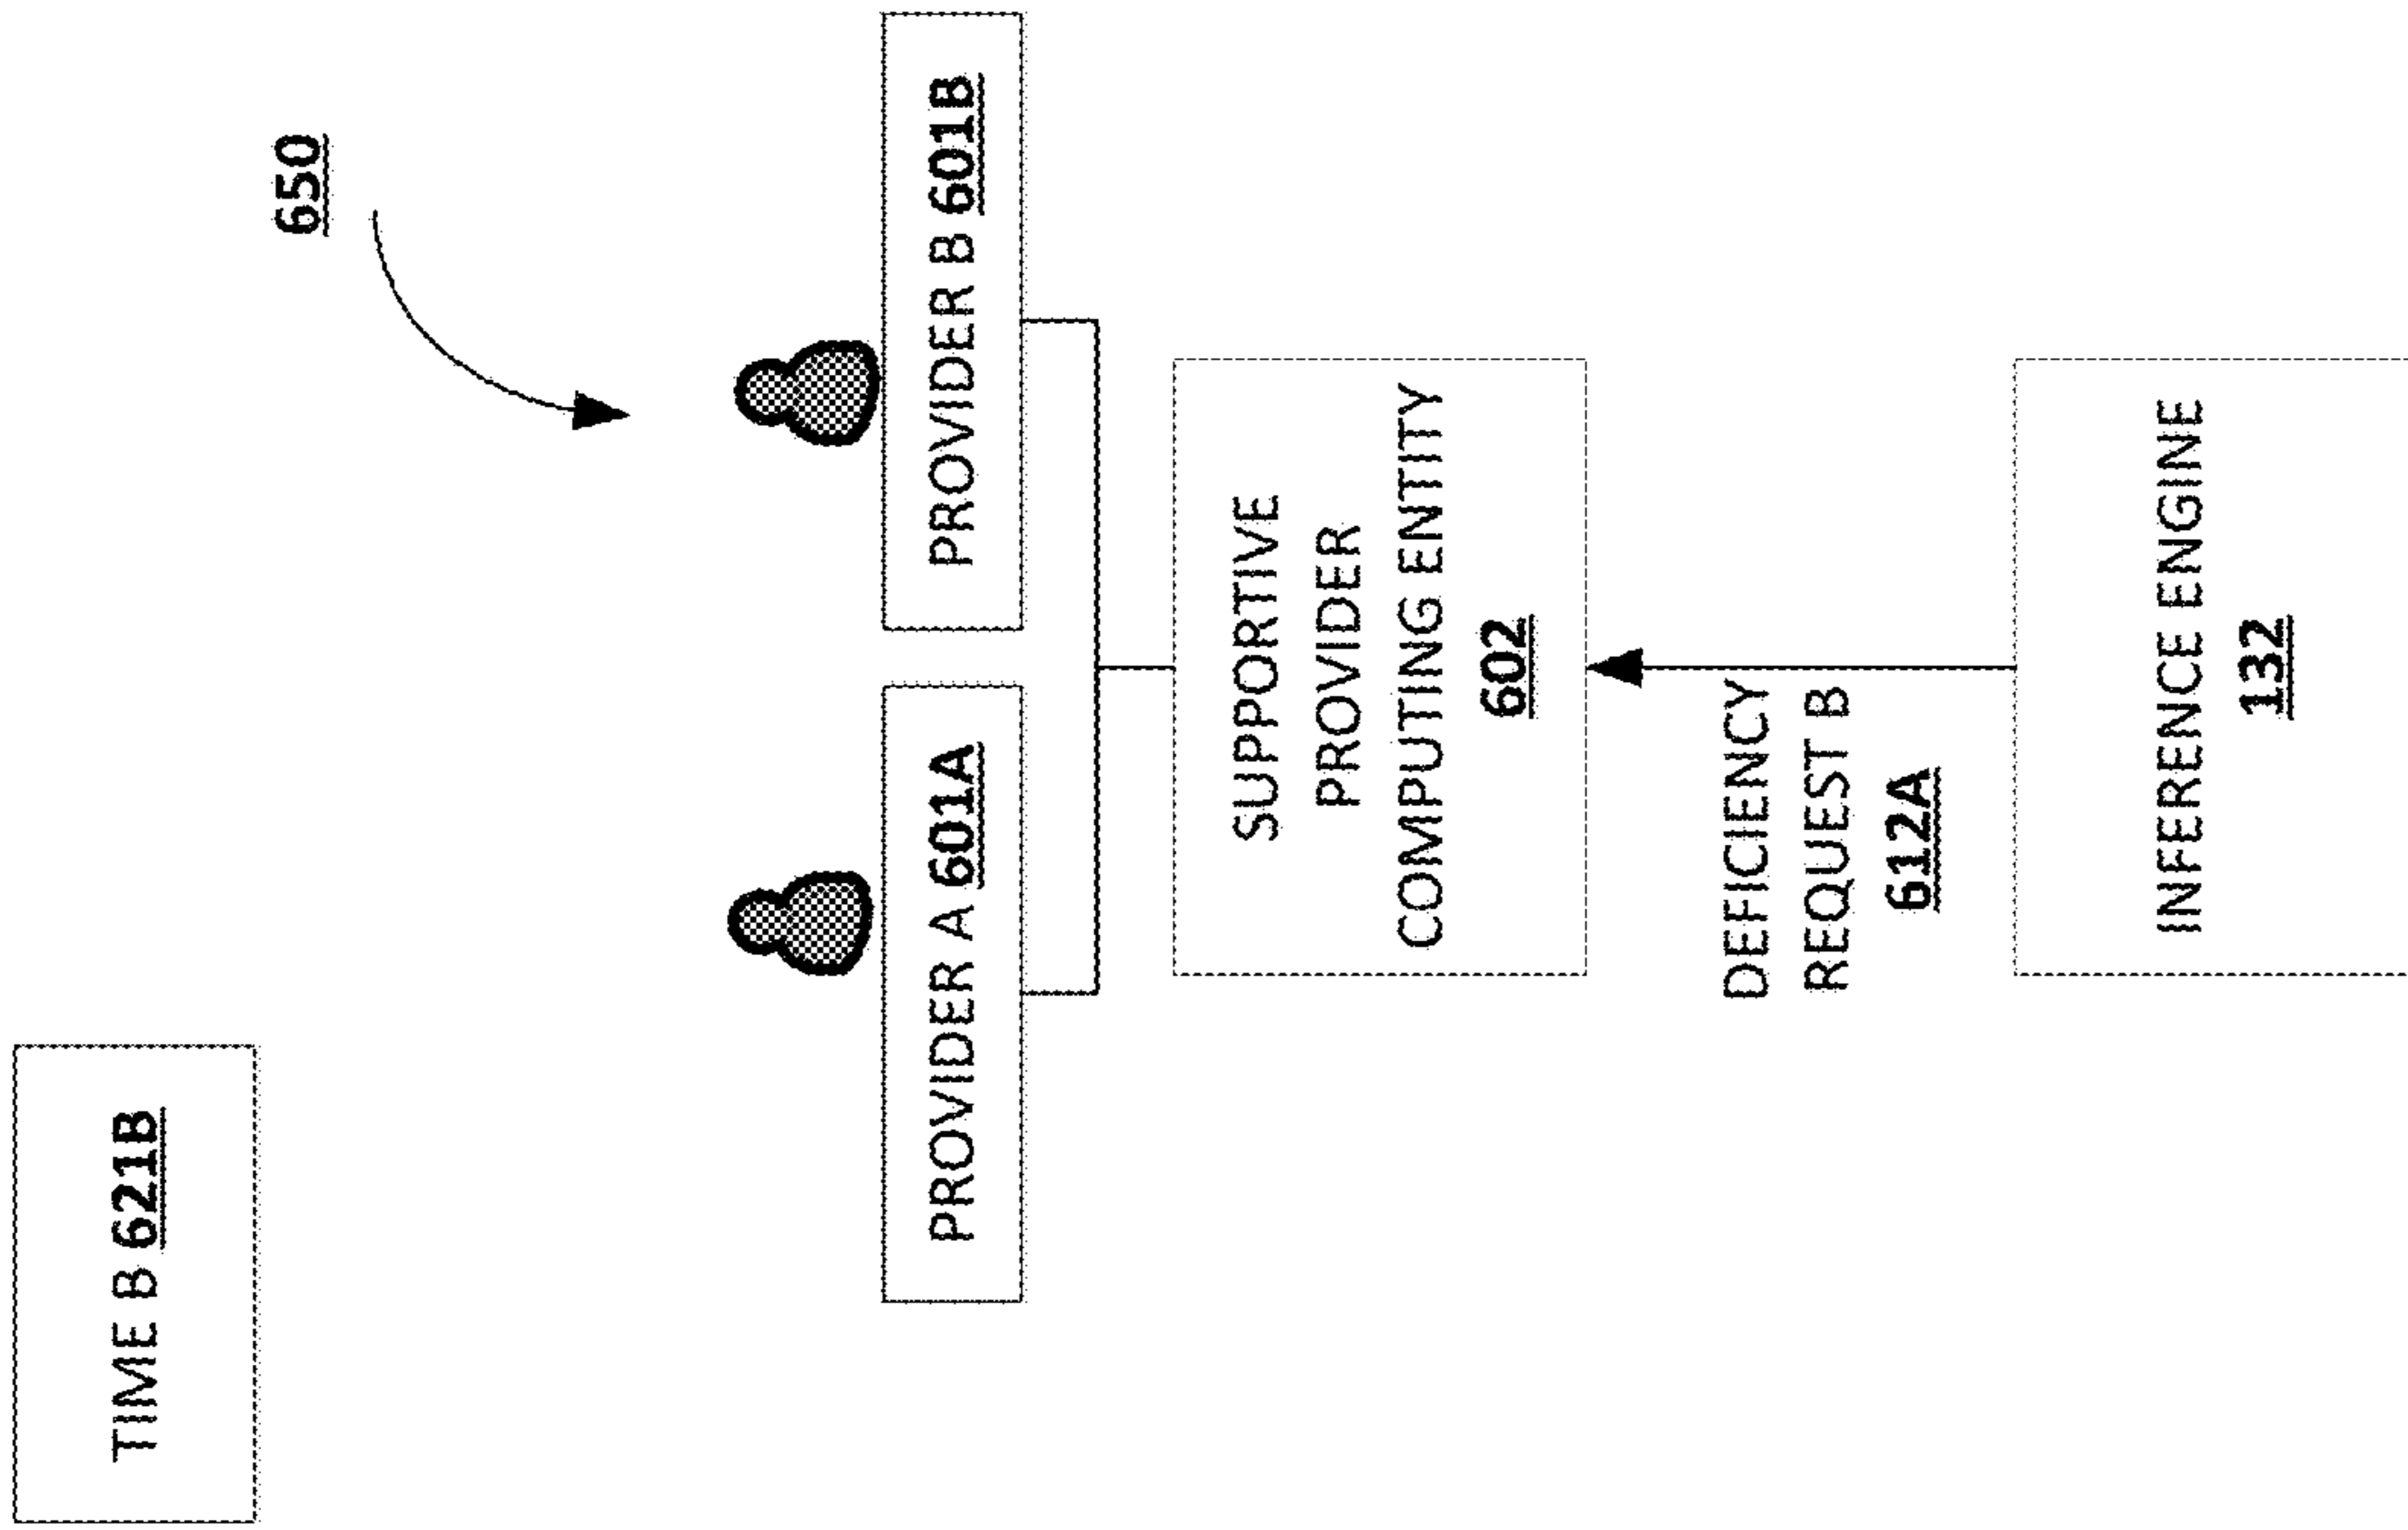 TIME B 621B
650
PROVIDER A 601A
PROVIDER B 601B
SUPPORTIVE
PROVIDER
COMPUTING ENTITY
602
DEFICIENCY
REQUEST B
612A
INFERENCE ENGINE
132